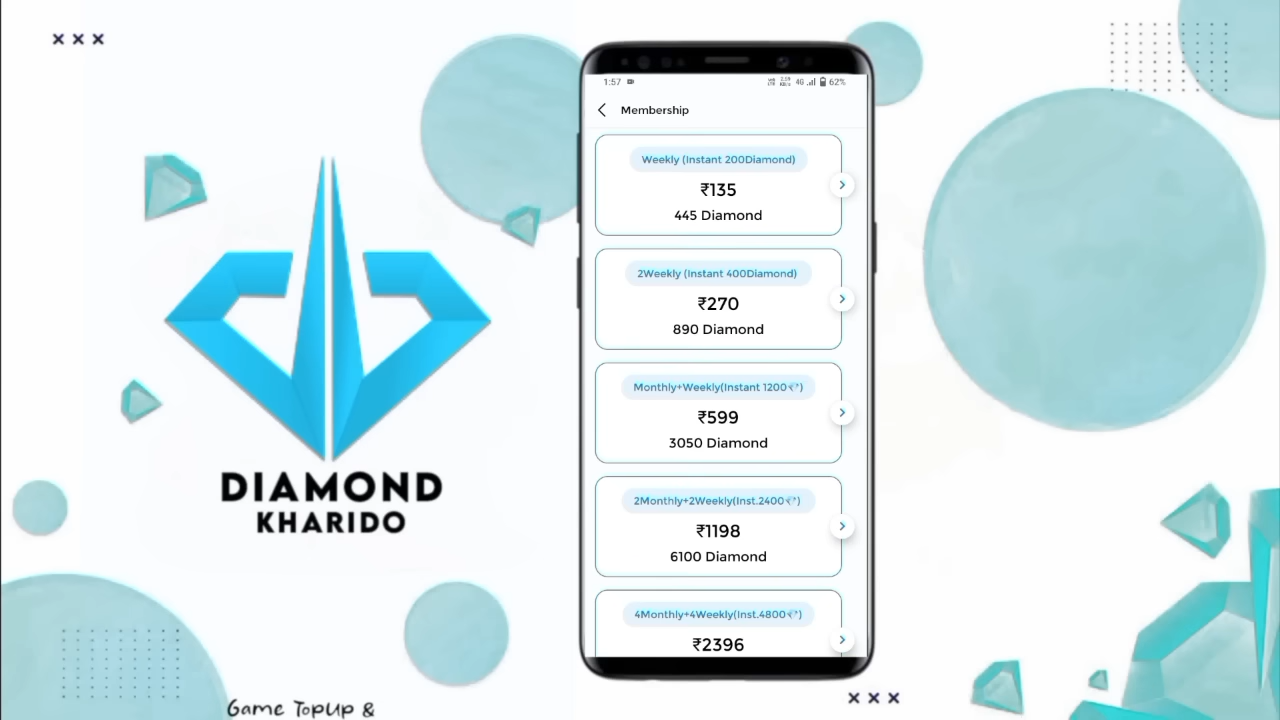 DIAMOND
KHARIDO
Game TopUp &
1:57
4G 62%
Membership
Weekly (Instant 200Diamond)
₹135
445 Diamond
2Weekly (Instant 400Diamond)
₹270
890 Diamond
Monthly+Weekly(Instant 1200💎)
₹599
3050 Diamond
2Monthly+2Weekly(Inst.2400💎)
₹1198
6100 Diamond
4Monthly+4Weekly(Inst.4800💎)
₹2396